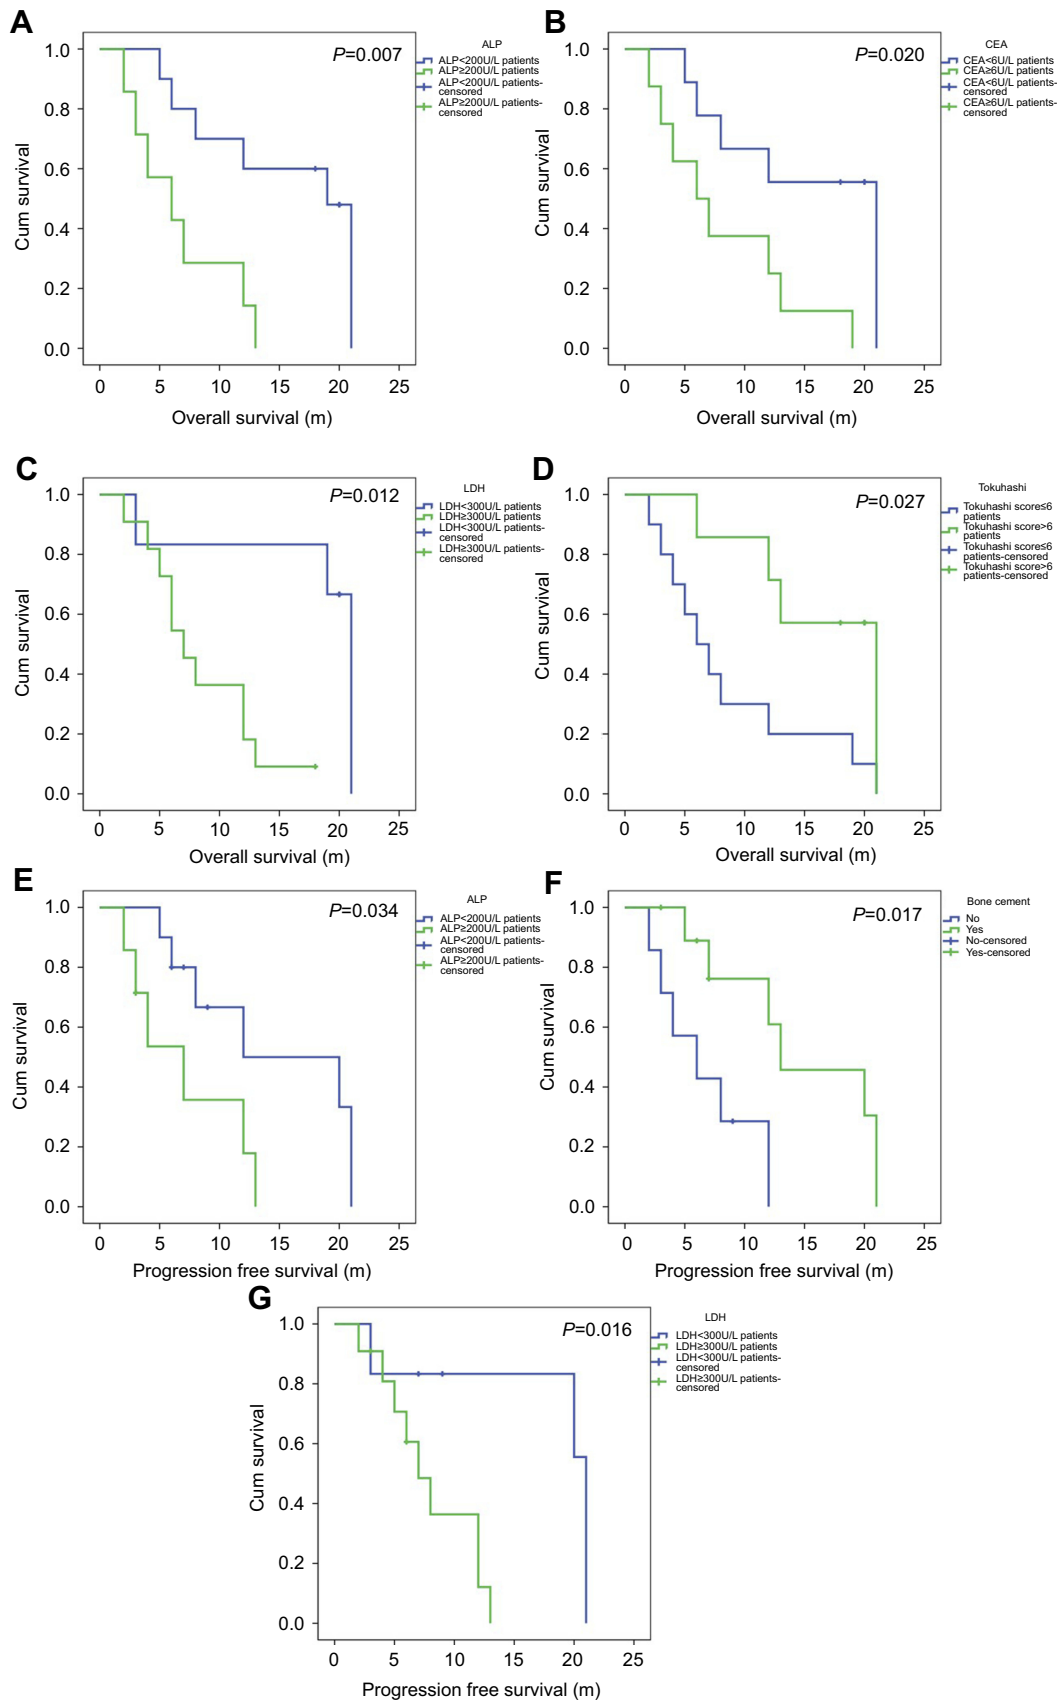 A
P=0.007
ALP
ALP<200U/L patients
ALP≥200U/L patients
ALP<200U/L patients-
censored
ALP≥200U/L patients-
censored
1.0
0.8
0.6
0.4
0.2
0.0
Cum survival
0 5 10 15 20 25
Overall survival (m)
B
P=0.020
CEA
CEA<6U/L patients
CEA≥6U/L patients
CEA<6U/L patients-
censored
CEA≥6U/L patients-
censored
1.0
0.8
0.6
0.4
0.2
0.0
Cum survival
0 5 10 15 20 25
Overall survival (m)
C
P=0.012
LDH
LDH<300U/L patients
LDH≥300U/L patients
LDH<300U/L patients-
censored
LDH≥300U/L patients-
censored
1.0
0.8
0.6
0.4
0.2
0.0
Cum survival
0 5 10 15 20 25
Overall survival (m)
D
P=0.027
Tokuhashi
Tokuhashi score≤6
patients
Tokuhashi score>6
patients
Tokuhashi score≤6
patients-censored
Tokuhashi score>6
patients-censored
1.0
0.8
0.6
0.4
0.2
0.0
Cum survival
0 5 10 15 20 25
Overall survival (m)
E
P=0.034
ALP
ALP<200U/L patients
ALP≥200U/L patients
ALP<200U/L patients-
censored
ALP≥200U/L patients-
censored
1.0
0.8
0.6
0.4
0.2
0.0
Cum survival
0 5 10 15 20 25
Progression free survival (m)
F
P=0.017
Bone cement
No
Yes
No-censored
Yes-censored
1.0
0.8
0.6
0.4
0.2
0.0
Cum survival
0 5 10 15 20 25
Progression free survival (m)
G
P=0.016
LDH
LDH<300U/L patients
LDH≥300U/L patients
LDH<300U/L patients-
censored
LDH≥300U/L patients-
censored
1.0
0.8
0.6
0.4
0.2
0.0
Cum survival
0 5 10 15 20 25
Progression free survival (m)